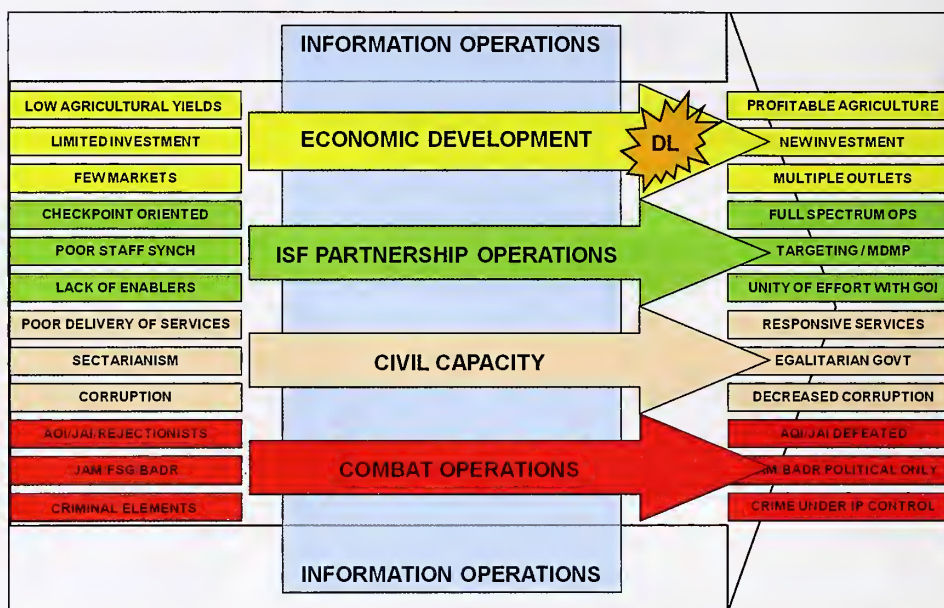 INFORMATION OPERATIONS
LOW AGRICULTURAL YIELDS
LIMITED INVESTMENT
FEW MARKETS
ECONOMIC DEVELOPMENT
DL
PROFITABLE AGRICULTURE
NEW INVESTMENT
MULTIPLE OUTLETS
CHECKPOINT ORIENTED
POOR STAFF SYNCH
LACK OF ENABLERS
ISF PARTNERSHIP OPERATIONS
FULL SPECTRUM OPS
TARGETING / MDMP
UNITY OF EFFORT WITH GOI
POOR DELIVERY OF SERVICES
SECTARIANISM
CORRUPTION
CIVIL CAPACITY
RESPONSIVE SERVICES
EGALITARIAN GOVT
DECREASED CORRUPTION
AQI/JAI/REJECTIONISTS
JAM/FSG BADR
CRIMINAL ELEMENTS
COMBAT OPERATIONS
AQI/JAI DEFEATED
BADR POLITICAL ONLY
CRIME UNDER IP CONTROL
INFORMATION OPERATIONS